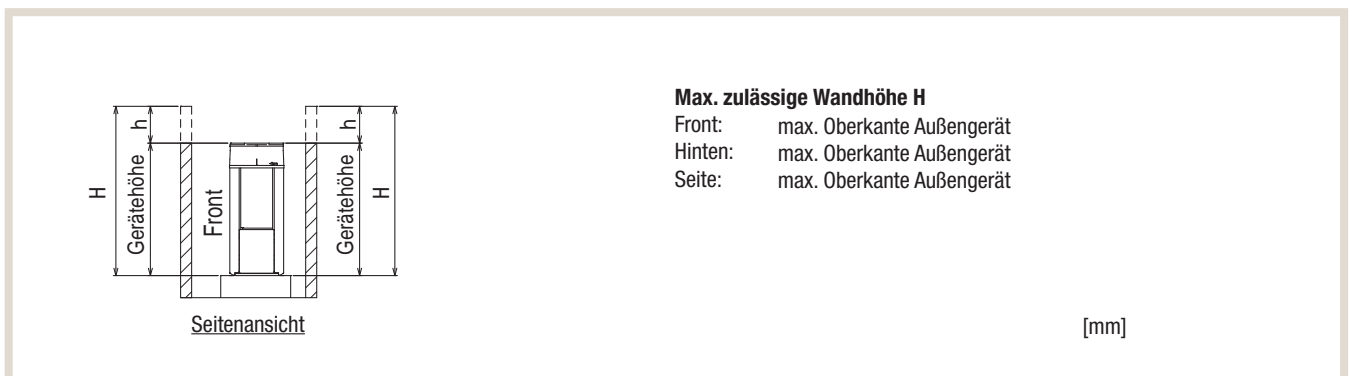 Max. zulässige Wandhöhe H
Front: max. Oberkante Außengerät
Hinten: max. Oberkante Außengerät
Seite: max. Oberkante Außengerät
H
Gerätehöhe
h
Front
h
Gerätehöhe
H
Seitenansicht
[mm]